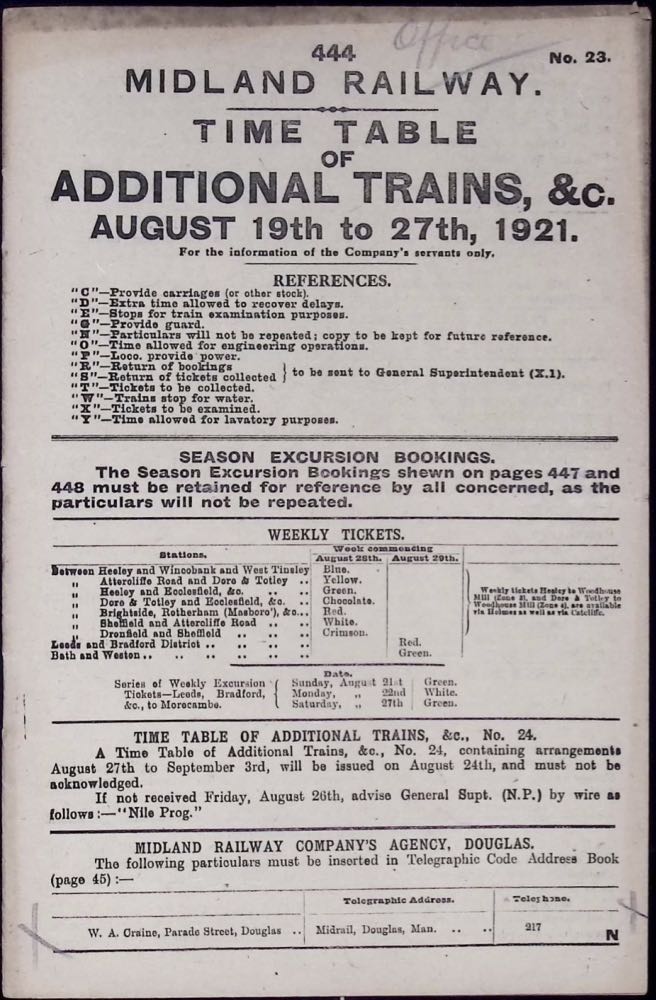 Office
444
No. 23.
MIDLAND RAILWAY.
TIME TABLE
OF
ADDITIONAL TRAINS, &c.
AUGUST 19th to 27th, 1921.
For the information of the Company's servants only.
REFERENCES.
"C"—Provide carriages (or other stock).
"D"—Extra time allowed to recover delays.
"E"—Stops for train examination purposes.
"G"—Provide guard.
"N"—Particulars will not be repeated; copy to be kept for future reference.
"O"—Time allowed for engineering operations.
"P"—Loco. provide power.
"R"—Return of bookings
"S"—Return of tickets collected } to be sent to General Superintendent (X.1).
"T"—Tickets to be collected.
"W"—Trains stop for water.
"X"—Tickets to be examined.
"Y"—Time allowed for lavatory purposes.
SEASON EXCURSION BOOKINGS.
The Season Excursion Bookings shewn on pages 447 and
448 must be retained for reference by all concerned, as the
particulars will not be repeated.
WEEKLY TICKETS.
Stations. Week commencing
August 28th. August 29th.
Between Heeley and Wincobank and West Tinsley Blue.
" Attercliffe Road and Dore & Totley .. Yellow.
" Heeley and Ecclesfield, &c. .. .. Green.
" Dore & Totley and Ecclesfield, &c. .. Chocolate.
" Brightside, Rotherham (Masboro'), &c... Red.
" Sheffield and Attercliffe Road .. .. White.
" Dronfield and Sheffield .. .. .. Crimson.
Leeds and Bradford District .. .. .. .. Red.
Bath and Weston .. .. .. .. .. .. Green.
Weekly tickets Heeley to Woodhouse
Mill (Zone 3), and Dore & Totley to
Woodhouse Mill (Zone 4), are available
via Holmes as well as via Catcliffe.
Date.
Series of Weekly Excursion { Sunday, August 21st Green.
Tickets—Leeds, Bradford, Monday, " 22nd White.
&c., to Morecambe. Saturday, " 27th Green.
TIME TABLE OF ADDITIONAL TRAINS, &c., No. 24.
A Time Table of Additional Trains, &c., No. 24, containing arrangements
August 27th to September 3rd, will be issued on August 24th, and must not be
acknowledged.
If not received Friday, August 26th, advise General Supt. (N.P.) by wire as
follows:—"Nile Prog."
MIDLAND RAILWAY COMPANY'S AGENCY, DOUGLAS.
The following particulars must be inserted in Telegraphic Code Address Book
(page 45):—
Telegraphic Address. Telephone.
W. A. Craine, Parade Street, Douglas .. Midrail, Douglas, Man. .. .. 217
N